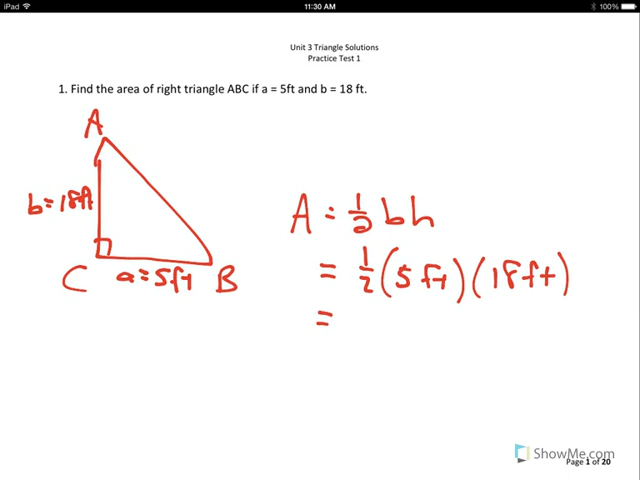 iPad 11:30 AM 100%
Unit 3 Triangle Solutions
Practice Test 1
1. Find the area of right triangle ABC if a = 5ft and b = 18 ft.
A
b = 18ft
C a = 5ft B
A = 1/2 bh
= 1/2 (5 ft) (18 ft)
=
ShowMe.com
Page 1 of 20